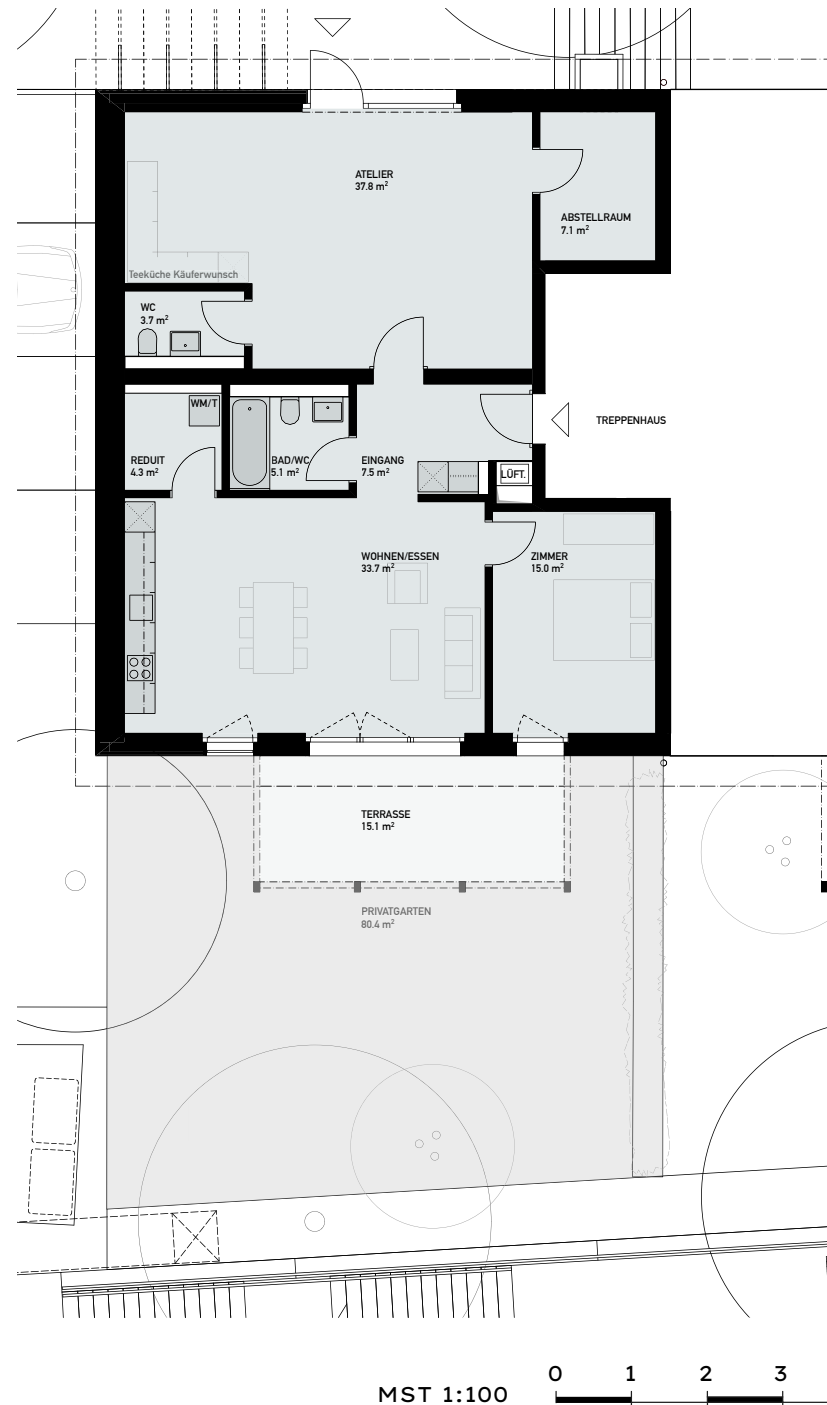 ATELIER
37.8 m²
ABSTELLRAUM
7.1 m²
Teeküche Käuferwunsch
WC
3.7 m²
WM/T
TREPPENHAUS
REDUIT
4.3 m²
BAD/WC
5.1 m²
EINGANG
7.5 m²
LÜFT.
WOHNEN/ESSEN
33.7 m²
ZIMMER
15.0 m²
TERRASSE
15.1 m²
PRIVATGARTEN
80.4 m²
0 1 2 3
MST 1:100